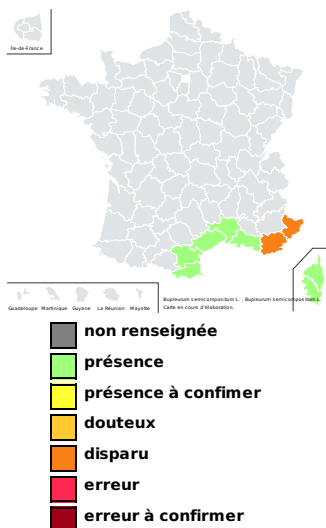 Île-de-France
Guadeloupe Martinique Guyane La Réunion Mayotte
Bupleurum semicompositum L. , Bupleurum semicompositum L.
Carte en cours d'élaboration.
non renseignée
présence
présence à confimer
douteux
disparu
erreur
erreur à confirmer